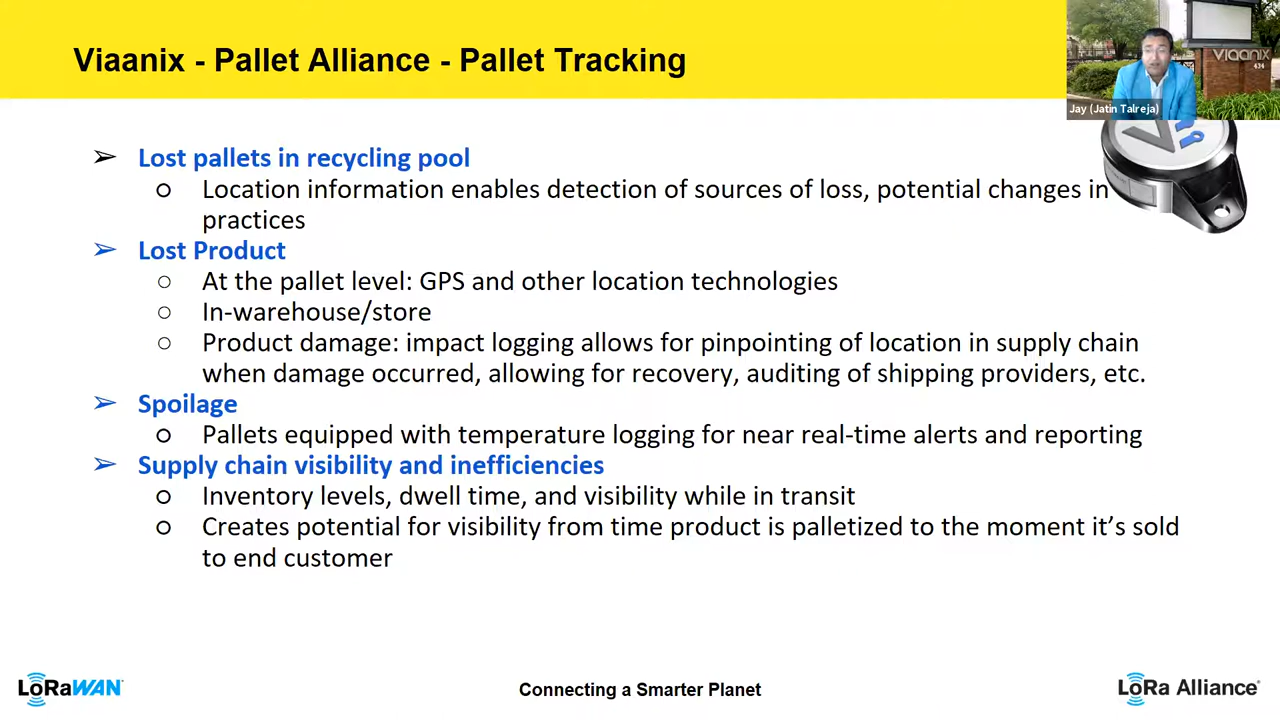 Viaanix - Pallet Alliance - Pallet Tracking
VIAANIX
434
Jay (Jatin Talreja)
➢ Lost pallets in recycling pool
○ Location information enables detection of sources of loss, potential changes in
practices
➢ Lost Product
○ At the pallet level: GPS and other location technologies
○ In-warehouse/store
○ Product damage: impact logging allows for pinpointing of location in supply chain
when damage occurred, allowing for recovery, auditing of shipping providers, etc.
➢ Spoilage
○ Pallets equipped with temperature logging for near real-time alerts and reporting
➢ Supply chain visibility and inefficiencies
○ Inventory levels, dwell time, and visibility while in transit
○ Creates potential for visibility from time product is palletized to the moment it's sold
to end customer
LoRaWAN
Connecting a Smarter Planet
LoRa Alliance®